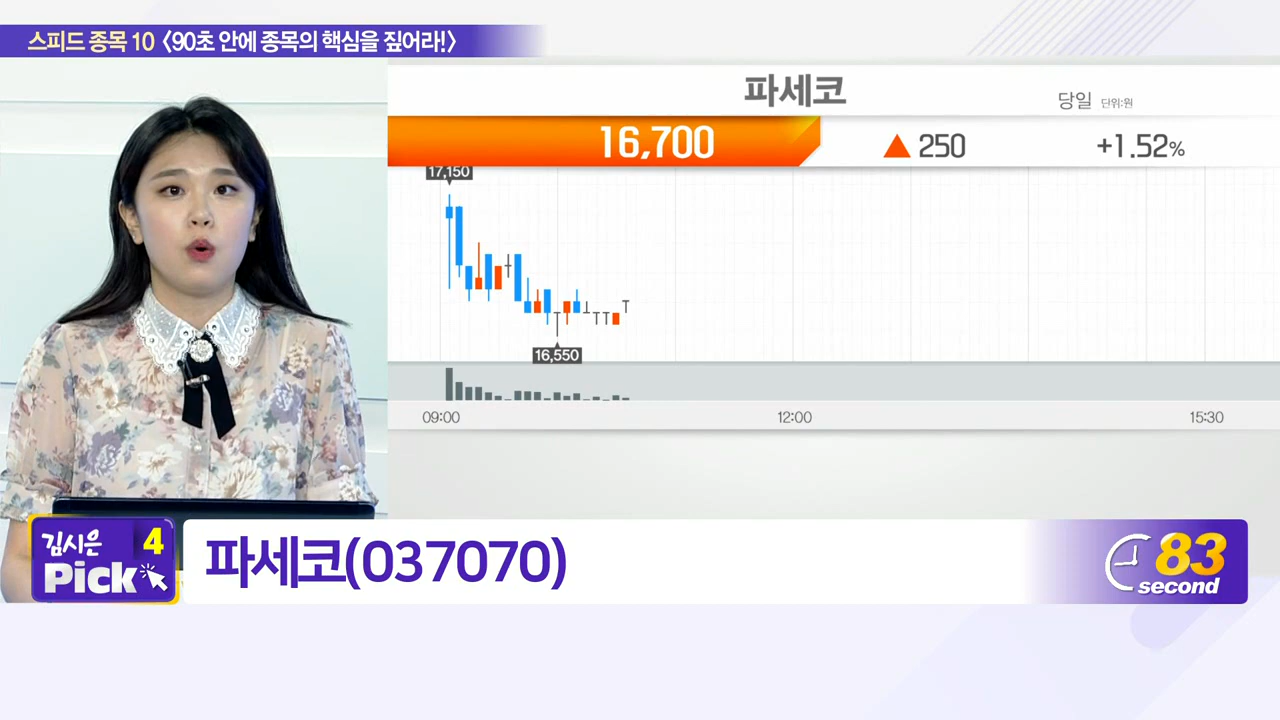 스피드 종목 10 <90초 안에 종목의 핵심을 짚어라!>
파세코
당일 단위:원
16,700 ▲ 250 +1.52%
17,150
16,550
09:00 12:00 15:30
김시은 4
Pick
파세코(037070)
83
second